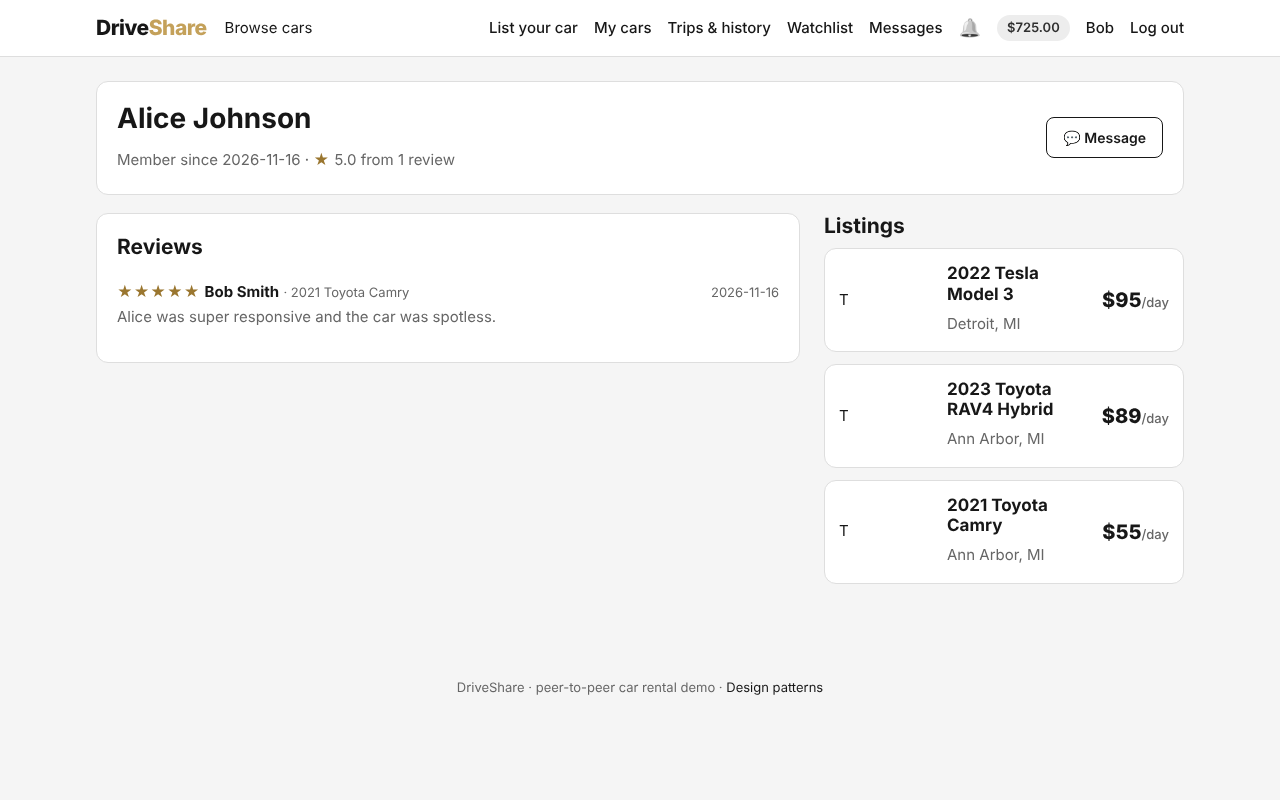 DriveShare Browse cars List your car My cars Trips & history Watchlist Messages $725.00 Bob Log out
Alice Johnson
Member since 2026-11-16 · ★ 5.0 from 1 review
💬 Message
Reviews
★★★★★ Bob Smith · 2021 Toyota Camry 2026-11-16
Alice was super responsive and the car was spotless.
Listings
T
2022 Tesla
Model 3
Detroit, MI
$95/day
T
2023 Toyota
RAV4 Hybrid
Ann Arbor, MI
$89/day
T
2021 Toyota
Camry
Ann Arbor, MI
$55/day
DriveShare · peer-to-peer car rental demo · Design patterns